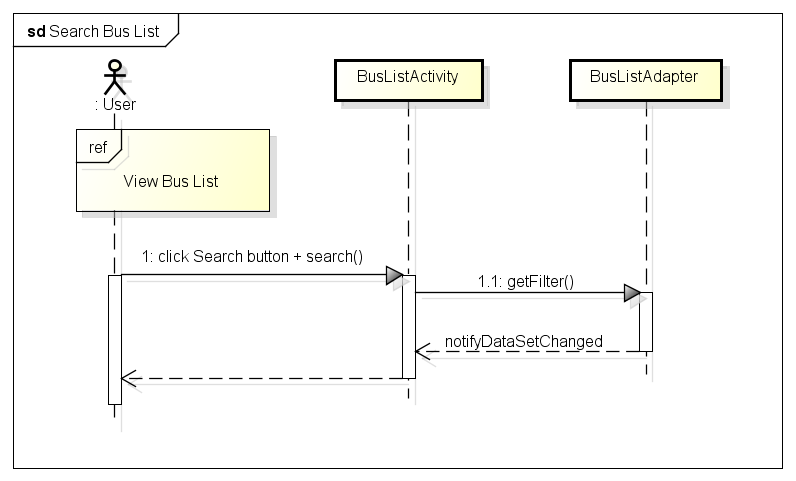 sd Search Bus List
: User
BusListActivity
BusListAdapter
ref
View Bus List
1: click Search button + search()
1.1: getFilter()
notifyDataSetChanged